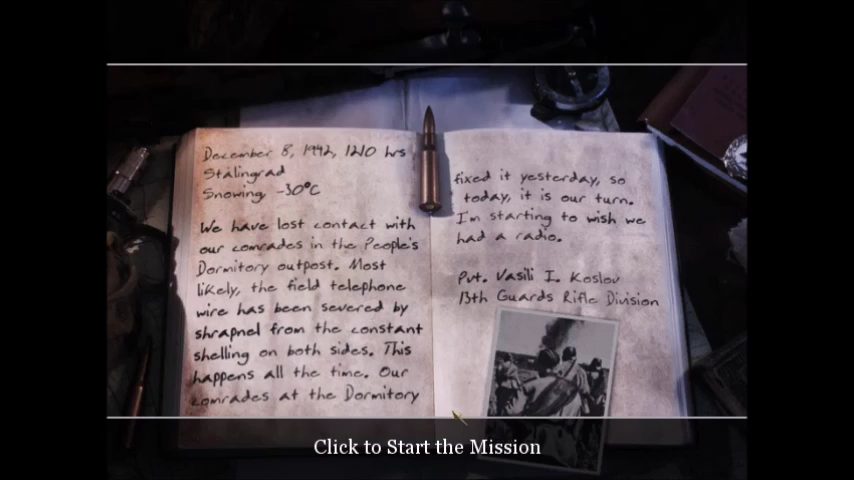 December 8, 1942, 1210 hrs
Stalingrad
Snowing, -30°C
We have lost contact with
our comrades in the People's
Dormitory outpost. Most
likely, the field telephone
wire has been severed by
shrapnel from the constant
shelling on both sides. This
happens all the time. Our
comrades at the Dormitory
fixed it yesterday, so
today, it is our turn.
I'm starting to wish we
had a radio.
Pvt. Vasili I. Koslov
13th Guards Rifle Division
Click to Start the Mission